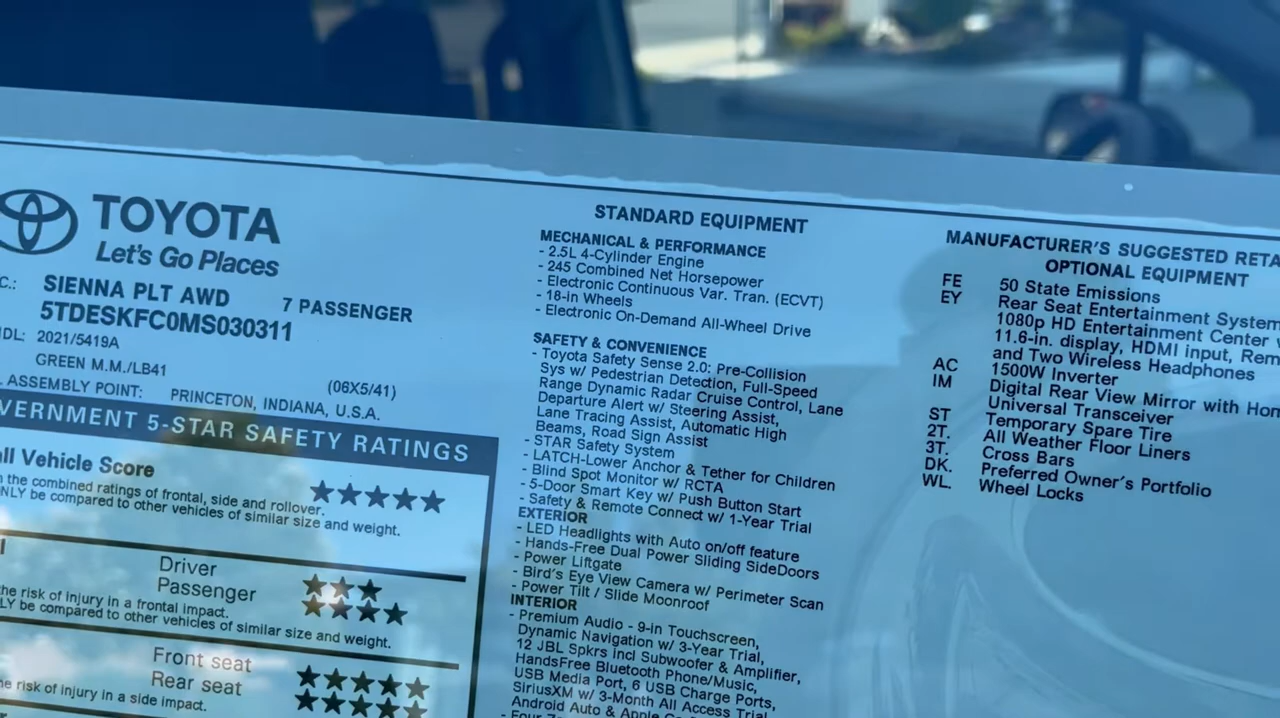 TOYOTA
Let's Go Places
C.: SIENNA PLT AWD 7 PASSENGER
5TDESKFC0MS030311
DL: 2021/5419A
GREEN M.M./LB41
ASSEMBLY POINT: PRINCETON, INDIANA, U.S.A. (06X5/41)
VERNMENT 5-STAR SAFETY RATINGS
Vehicle Score
the combined ratings of frontal, side and rollover. ★★★★★
NLY be compared to other vehicles of similar size and weight.
Driver ★★★
Passenger ★★★★
the risk of injury in a frontal impact.
LY be compared to other vehicles of similar size and weight.
Front seat ★★★★★
Rear seat ★★★★★
risk of injury in a side impact.
STANDARD EQUIPMENT
MECHANICAL & PERFORMANCE
- 2.5L 4-Cylinder Engine
- 245 Combined Net Horsepower
- Electronic Continuous Var. Tran. (ECVT)
- 18-in Wheels
- Electronic On-Demand All-Wheel Drive
SAFETY & CONVENIENCE
- Toyota Safety Sense 2.0: Pre-Collision
Sys w/ Pedestrian Detection, Full-Speed
Range Dynamic Radar Cruise Control, Lane
Departure Alert w/ Steering Assist,
Lane Tracing Assist, Automatic High
Beams, Road Sign Assist
- STAR Safety System
- LATCH-Lower Anchor & Tether for Children
- Blind Spot Monitor w/ RCTA
- 5-Door Smart Key w/ Push Button Start
- Safety & Remote Connect w/ 1-Year Trial
EXTERIOR
- LED Headlights with Auto on/off feature
- Hands-Free Dual Power Sliding SideDoors
- Power Liftgate
- Bird's Eye View Camera w/ Perimeter Scan
- Power Tilt / Slide Moonroof
INTERIOR
- Premium Audio - 9-in Touchscreen,
Dynamic Navigation w/ 3-Year Trial,
12 JBL Spkrs incl Subwoofer & Amplifier,
HandsFree Bluetooth Phone/Music,
USB Media Port, 6 USB Charge Ports,
SiriusXM w/ 3-Month All Access Trial
Android Auto & Apple
MANUFACTURER'S SUGGESTED RETA
OPTIONAL EQUIPMENT
FE 50 State Emissions
EY Rear Seat Entertainment System
1080p HD Entertainment Center
11.6-in. display, HDMI input, Rem
and Two Wireless Headphones
AC 1500W Inverter
IM Digital Rear View Mirror with Hom
Universal Transceiver
ST Temporary Spare Tire
2T. All Weather Floor Liners
3T. Cross Bars
DK. Preferred Owner's Portfolio
WL. Wheel Locks